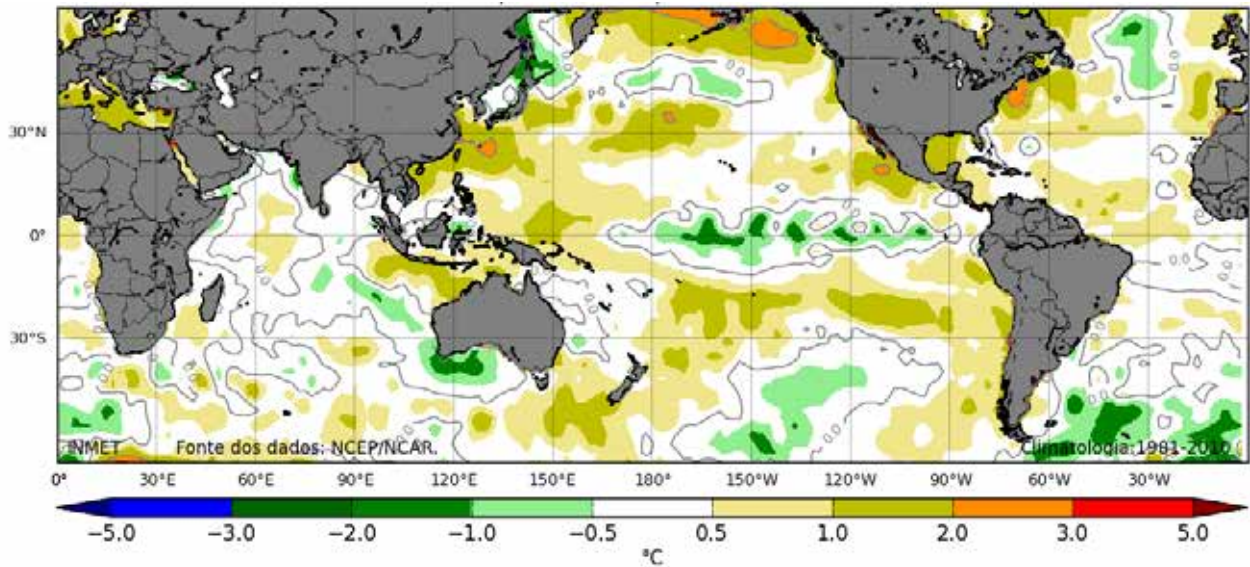 30°N
0°
30°S
INMET Fonte dos dados: NCEP/NCAR. Climatologia:1981-2010
0° 30°E 60°E 90°E 120°E 150°E 180° 150°W 120°W 90°W 60°W 30°W
−5.0 −3.0 −2.0 −1.0 −0.5 0.5 1.0 2.0 3.0 5.0
°C